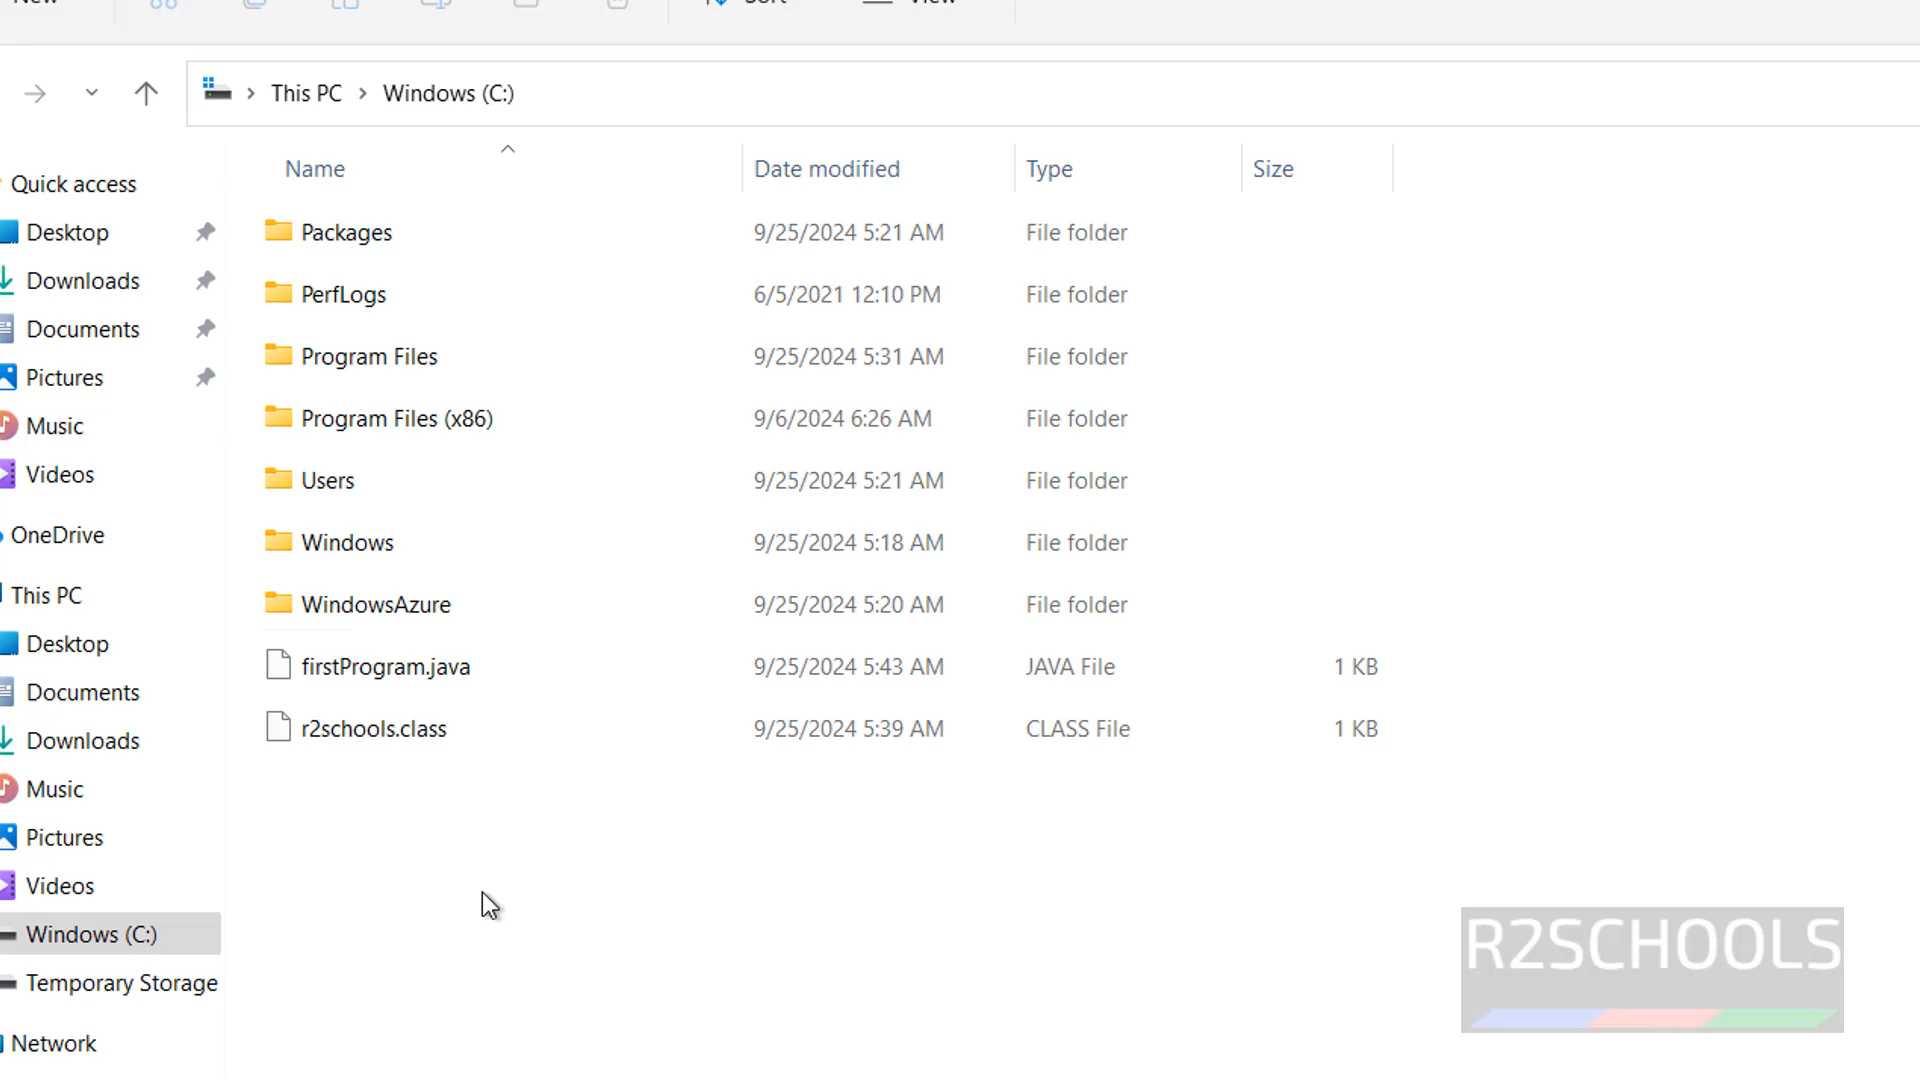 New Sort View
This PC Windows (C:)
Name Date modified Type Size
Quick access
Desktop
Downloads
Documents
Pictures
Music
Videos
OneDrive
This PC
Desktop
Documents
Downloads
Music
Pictures
Videos
Windows (C:)
Temporary Storage
Network
Packages 9/25/2024 5:21 AM File folder
PerfLogs 6/5/2021 12:10 PM File folder
Program Files 9/25/2024 5:31 AM File folder
Program Files (x86) 9/6/2024 6:26 AM File folder
Users 9/25/2024 5:21 AM File folder
Windows 9/25/2024 5:18 AM File folder
WindowsAzure 9/25/2024 5:20 AM File folder
firstProgram.java 9/25/2024 5:43 AM JAVA File 1 KB
r2schools.class 9/25/2024 5:39 AM CLASS File 1 KB
R2SCHOOLS